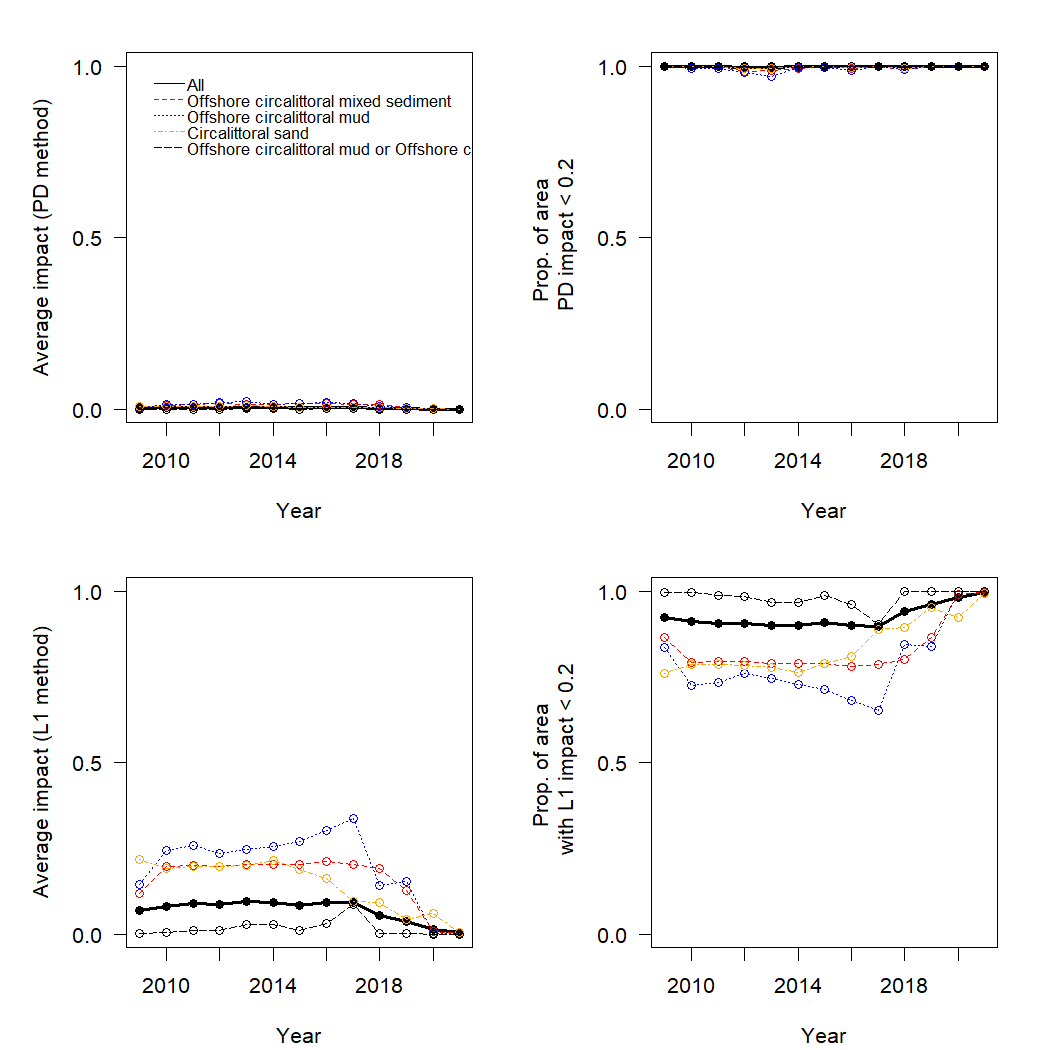 Average impact (PD method)
1.0
0.5
0.0
All
Offshore circalittoral mixed sediment
Offshore circalittoral mud
Circalittoral sand
Offshore circalittoral mud or Offshore c
2010
2014
2018
Year
Prop. of area
PD impact < 0.2
1.0
0.5
0.0
2010
2014
2018
Year
Average impact (L1 method)
1.0
0.5
0.0
2010
2014
2018
Year
Prop. of area
with L1 impact < 0.2
1.0
0.5
0.0
2010
2014
2018
Year